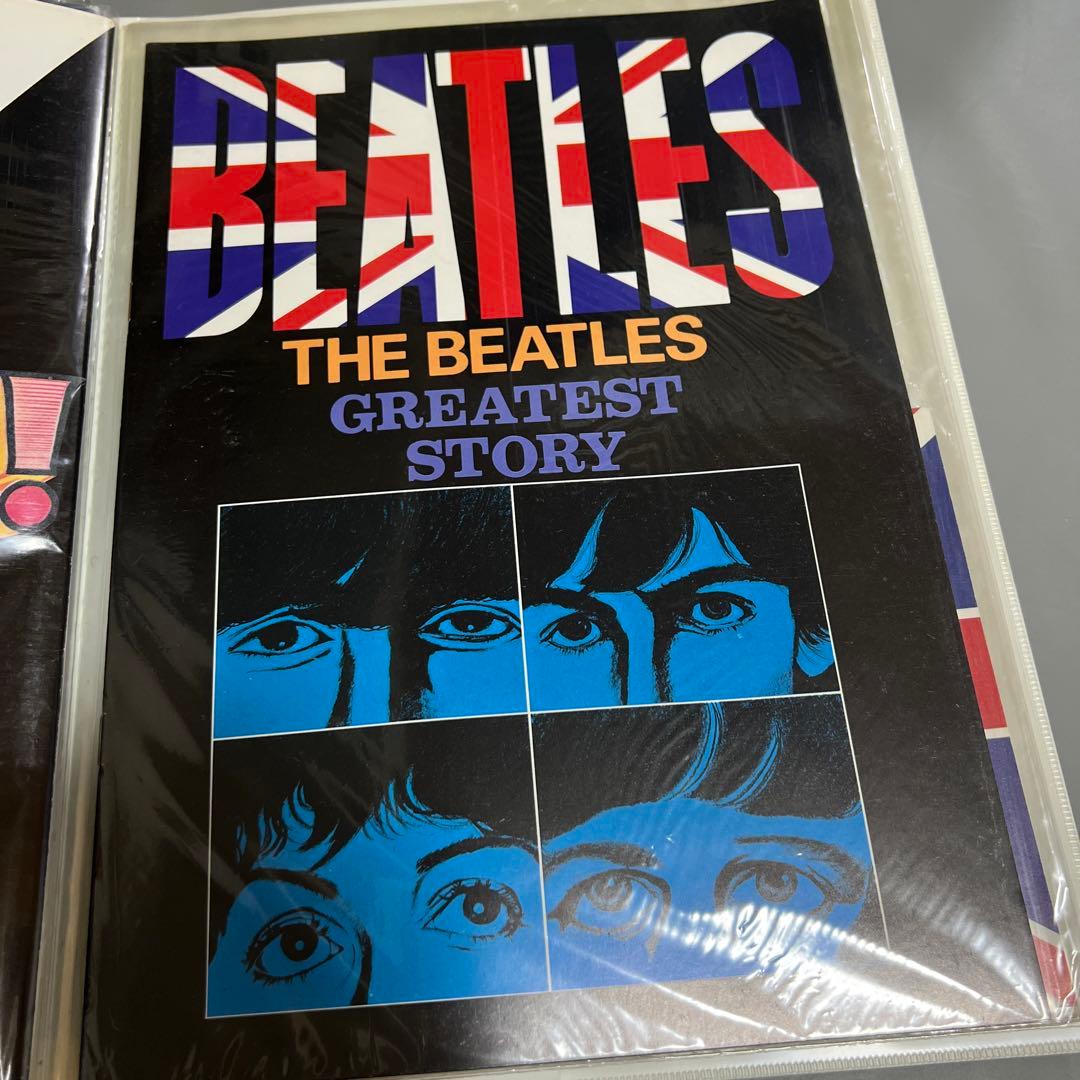 BEATLES
THE BEATLES
GREATEST
STORY
!